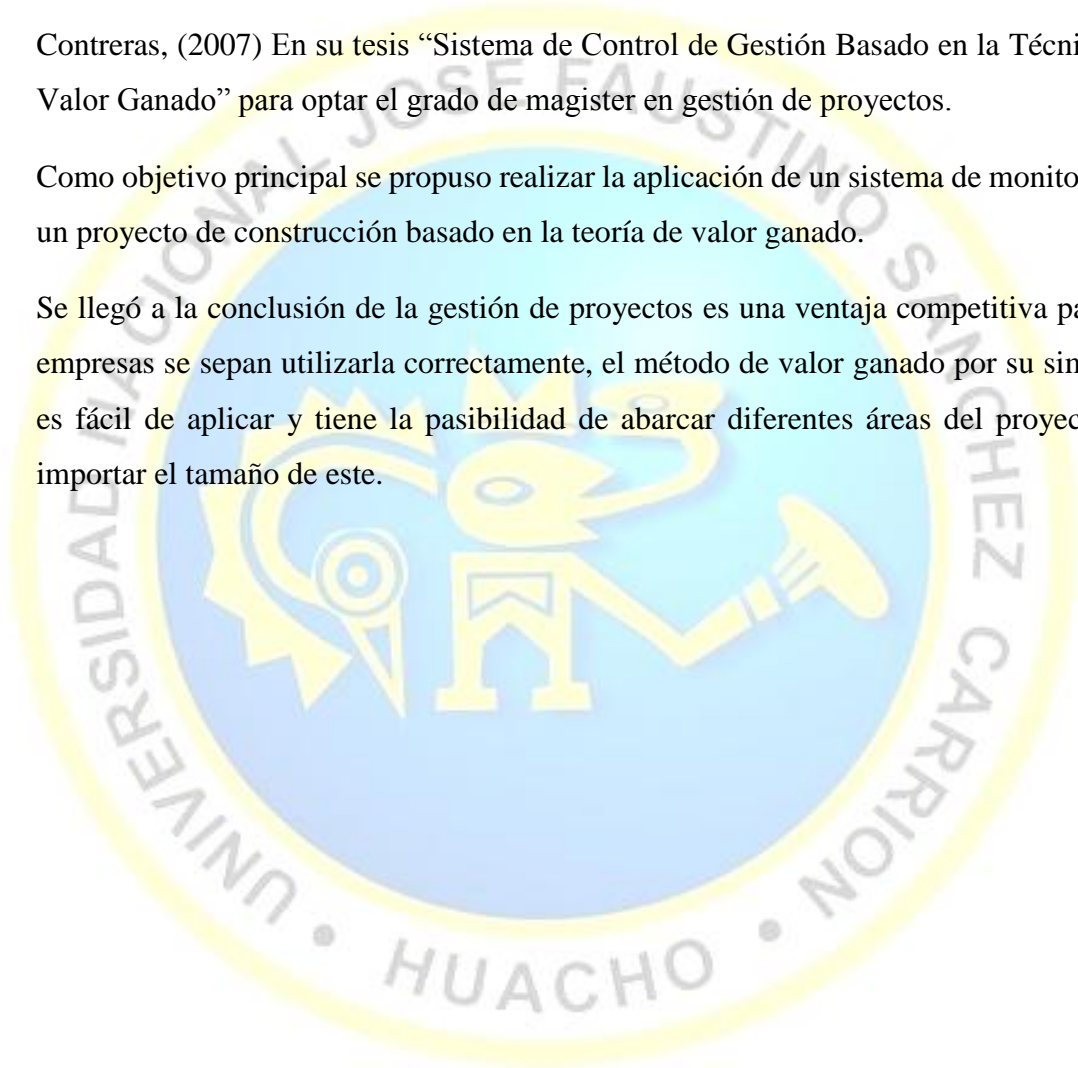 Contreras, (2007) En su tesis “Sistema de Control de Gestión Basado en la Técni
Valor Ganado” para optar el grado de magister en gestión de proyectos.
Como objetivo principal se propuso realizar la aplicación de un sistema de monito
un proyecto de construcción basado en la teoría de valor ganado.
Se llegó a la conclusión de la gestión de proyectos es una ventaja competitiva pa
empresas se sepan utilizarla correctamente, el método de valor ganado por su sin
es fácil de aplicar y tiene la pasibilidad de abarcar diferentes áreas del proyec
importar el tamaño de este.
UNIVERSIDAD NACIONAL JOSE FAUSTINO SANCHEZ CARRION • HUACHO •